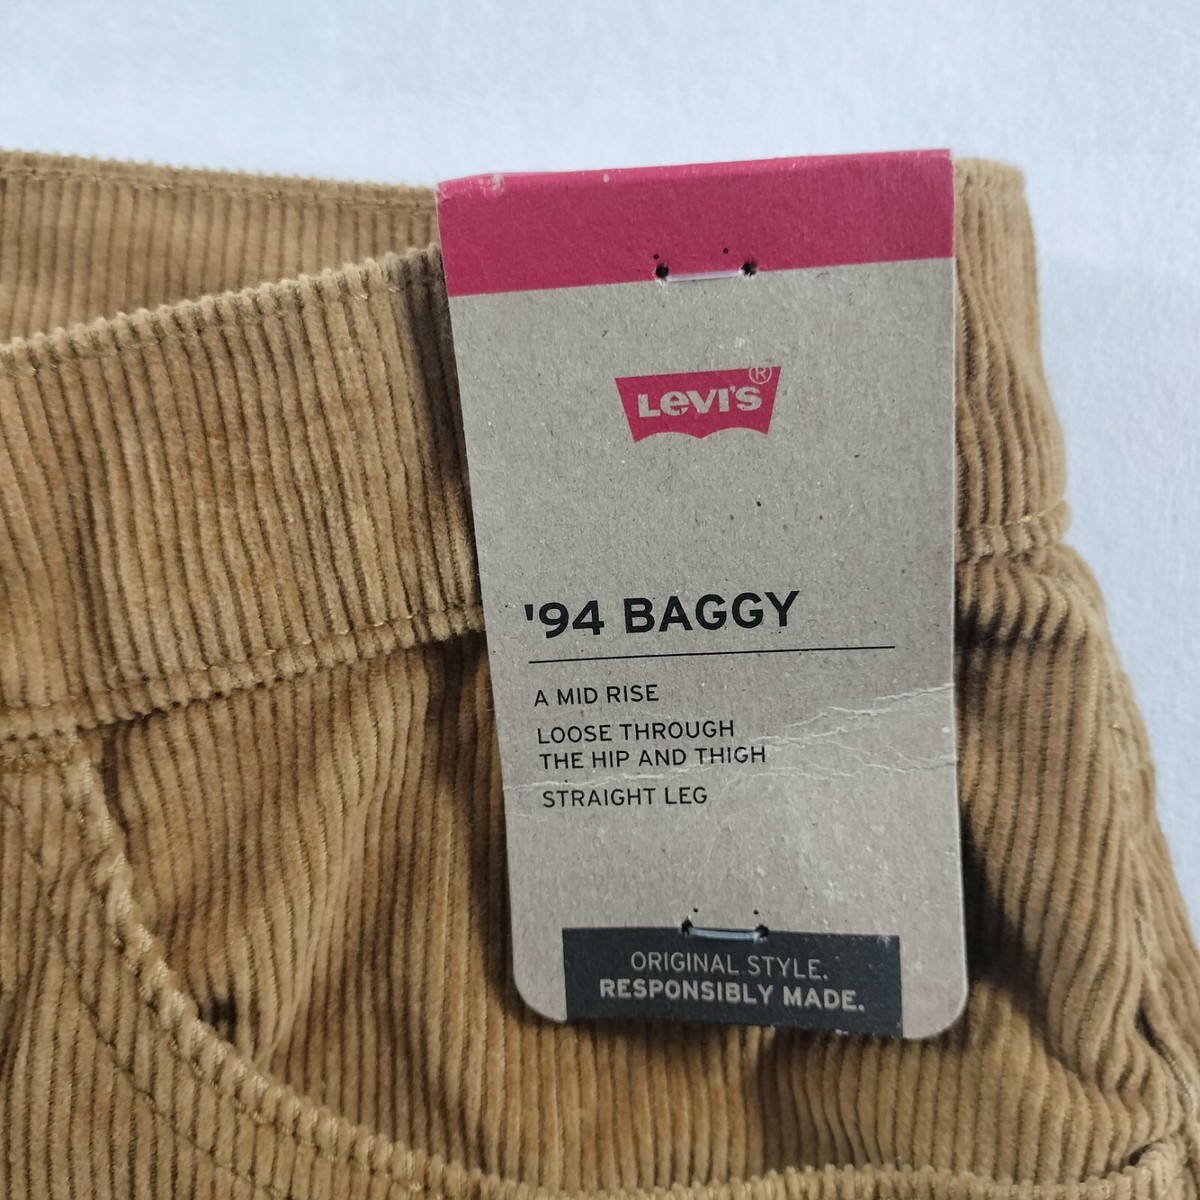 LEVI'S®
'94 BAGGY
A MID RISE
LOOSE THROUGH
THE HIP AND THIGH
STRAIGHT LEG
ORIGINAL STYLE.
RESPONSIBLY MADE.